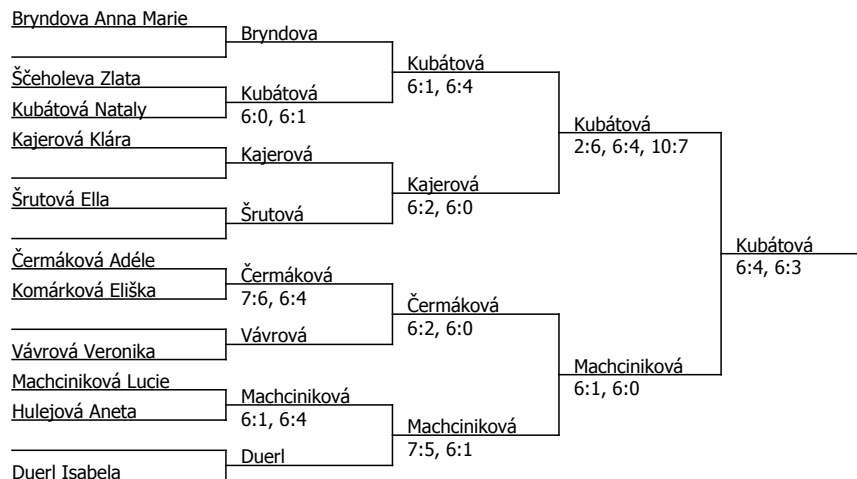 Bryndova Anna Marie
Ščeholeva Zlata
Kubátová Nataly
Kajerová Klára
Šrutová Ella
Čermáková Adéle
Komárková Eliška
Vávrová Veronika
Machciniková Lucie
Hulejová Aneta
Duerl Isabela
Bryndova
Kubátová
6:0, 6:1
Kajerová
Šrutová
Čermáková
7:6, 6:4
Vávrová
Machciniková
6:1, 6:4
Duerl
Kubátová
6:1, 6:4
Kajerová
6:2, 6:0
Čermáková
6:2, 6:0
Machciniková
7:5, 6:1
Kubátová
2:6, 6:4, 10:7
Machciniková
6:1, 6:0
Kubátová
6:4, 6:3